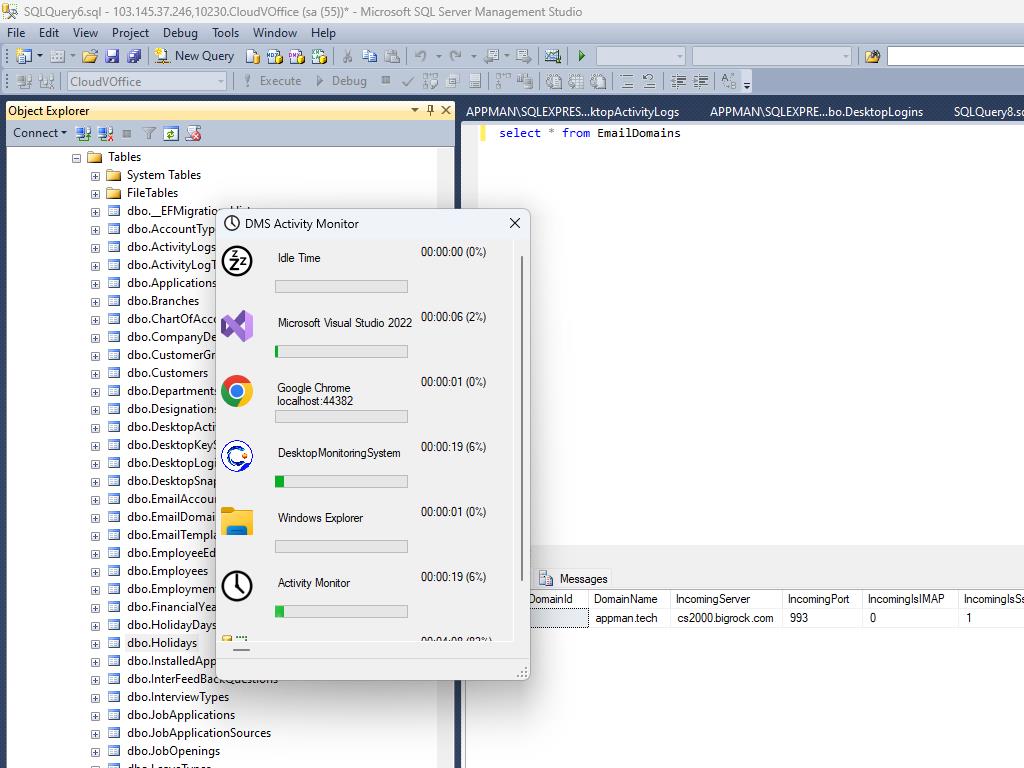 SQLQuery6.sql - 103.145.37.246,10230.CloudVOffice (sa (55))* - Microsoft SQL Server Management Studio
File Edit View Project Debug Tools Window Help
New Query
CloudVOffice Execute Debug
Object Explorer
APPMAN\SQLEXPRES...ktopActivityLogs APPMAN\SQLEXPRE...bo.DesktopLogins SQLQuery8.sq
Connect
select * from EmailDomains
Tables
System Tables
FileTables
dbo.__EFMigratio
dbo.AccountTyp
dbo.ActivityLogs
dbo.ActivityLogT
dbo.Applications
dbo.Branches
dbo.ChartOfAcc
dbo.CompanyDe
dbo.CustomerGr
dbo.Customers
dbo.Departments
dbo.Designations
dbo.DesktopActi
dbo.DesktopKeyS
dbo.DesktopLogi
dbo.DesktopSnap
dbo.EmailAccou
dbo.EmailDomai
dbo.EmailTempla
dbo.EmployeeEd
dbo.Employees
dbo.Employmen
dbo.FinancialYea
dbo.HolidayDays
dbo.Holidays
dbo.InstalledApp
dbo.InterFeedBackQuestions
dbo.InterviewTypes
dbo.JobApplications
dbo.JobApplicationSources
dbo.JobOpenings
dbo.LeaveTypes
DMS Activity Monitor
Idle Time 00:00:00 (0%)
Microsoft Visual Studio 2022 00:00:06 (2%)
Google Chrome 00:00:01 (0%)
localhost:44382
DesktopMonitoringSystem 00:00:19 (6%)
Windows Explorer 00:00:01 (0%)
Activity Monitor 00:00:19 (6%)
Messages
DomainId DomainName IncomingServer IncomingPort IncomingIsIMAP IncomingIsSs
appman.tech cs2000.bigrock.com 993 0 1